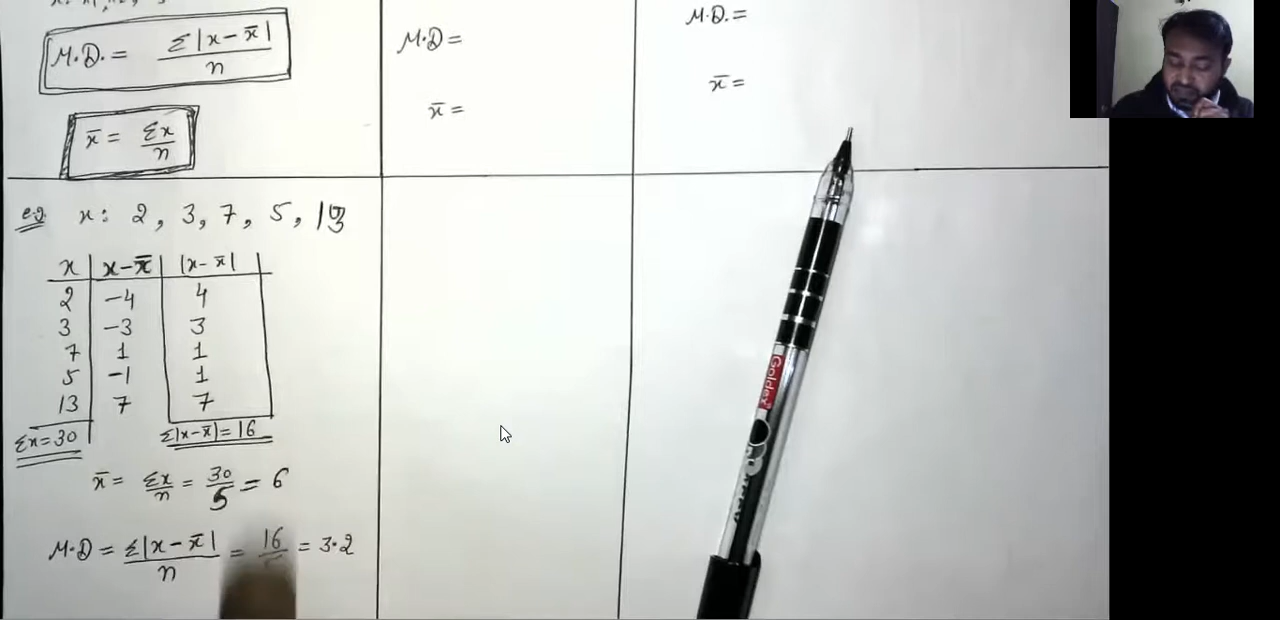 M.D. = Σ|x-x̄| / n
x̄ = Σx / n
M.D =
x̄ =
M.D. =
x̄ =
e.g. x: 2, 3, 7, 5, 13
x | x-x̄ | |x-x̄|
2 | -4 | 4
3 | -3 | 3
7 | 1 | 1
5 | -1 | 1
13 | 7 | 7
Σx=30 Σ|x-x̄|=16
x̄ = Σx/n = 30/5 = 6
M.D = Σ|x-x̄| / n = 16 = 3.2
Goldex